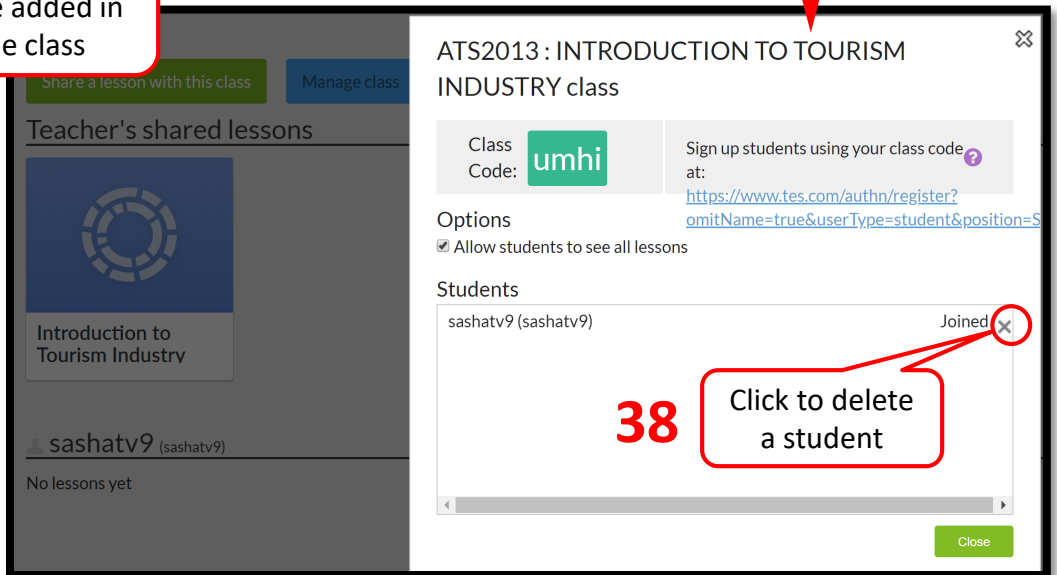 added in
class
Share a lesson with this class
Manage class
Teacher's shared lessons
Introduction to
Tourism Industry
sashatv9 (sashatv9)
No lessons yet
ATS2013 : INTRODUCTION TO TOURISM
INDUSTRY class
Class
Code:
umhi
Sign up students using your class code
at:
?
https://www.tes.com/authn/register?
omitName=true&userType=student&position=S
Options
Allow students to see all lessons
Students
sashatv9 (sashatv9)
Joined
38
Click to delete
a student
Close